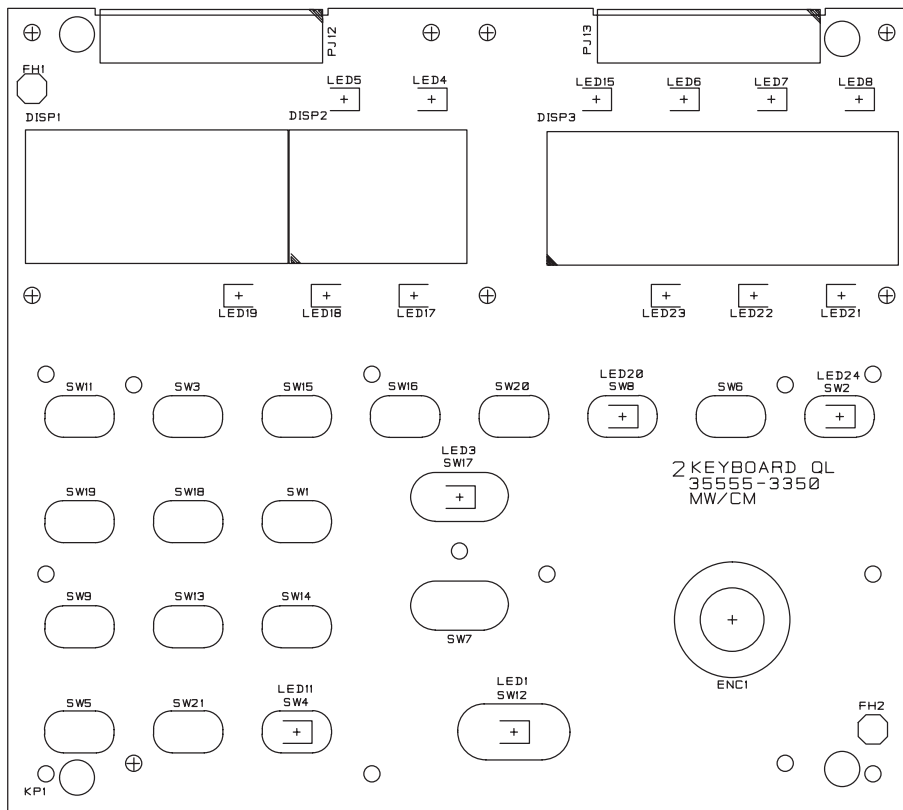 PJ12
PJ13
FH1
LED5
LED4
LED15
LED6
LED7
LED8
DISP1
DISP2
DISP3
LED19
LED18
LED17
LED23
LED22
LED21
SW11
SW3
SW15
SW16
SW20
LED20
SW8
SW6
LED24
SW2
LED3
SW17
2 KEYBOARD QL
35555-3350
MW/CM
SW19
SW18
SW1
SW9
SW13
SW14
SW7
ENC1
SW5
SW21
LED11
SW4
LED1
SW12
FH2
KP1